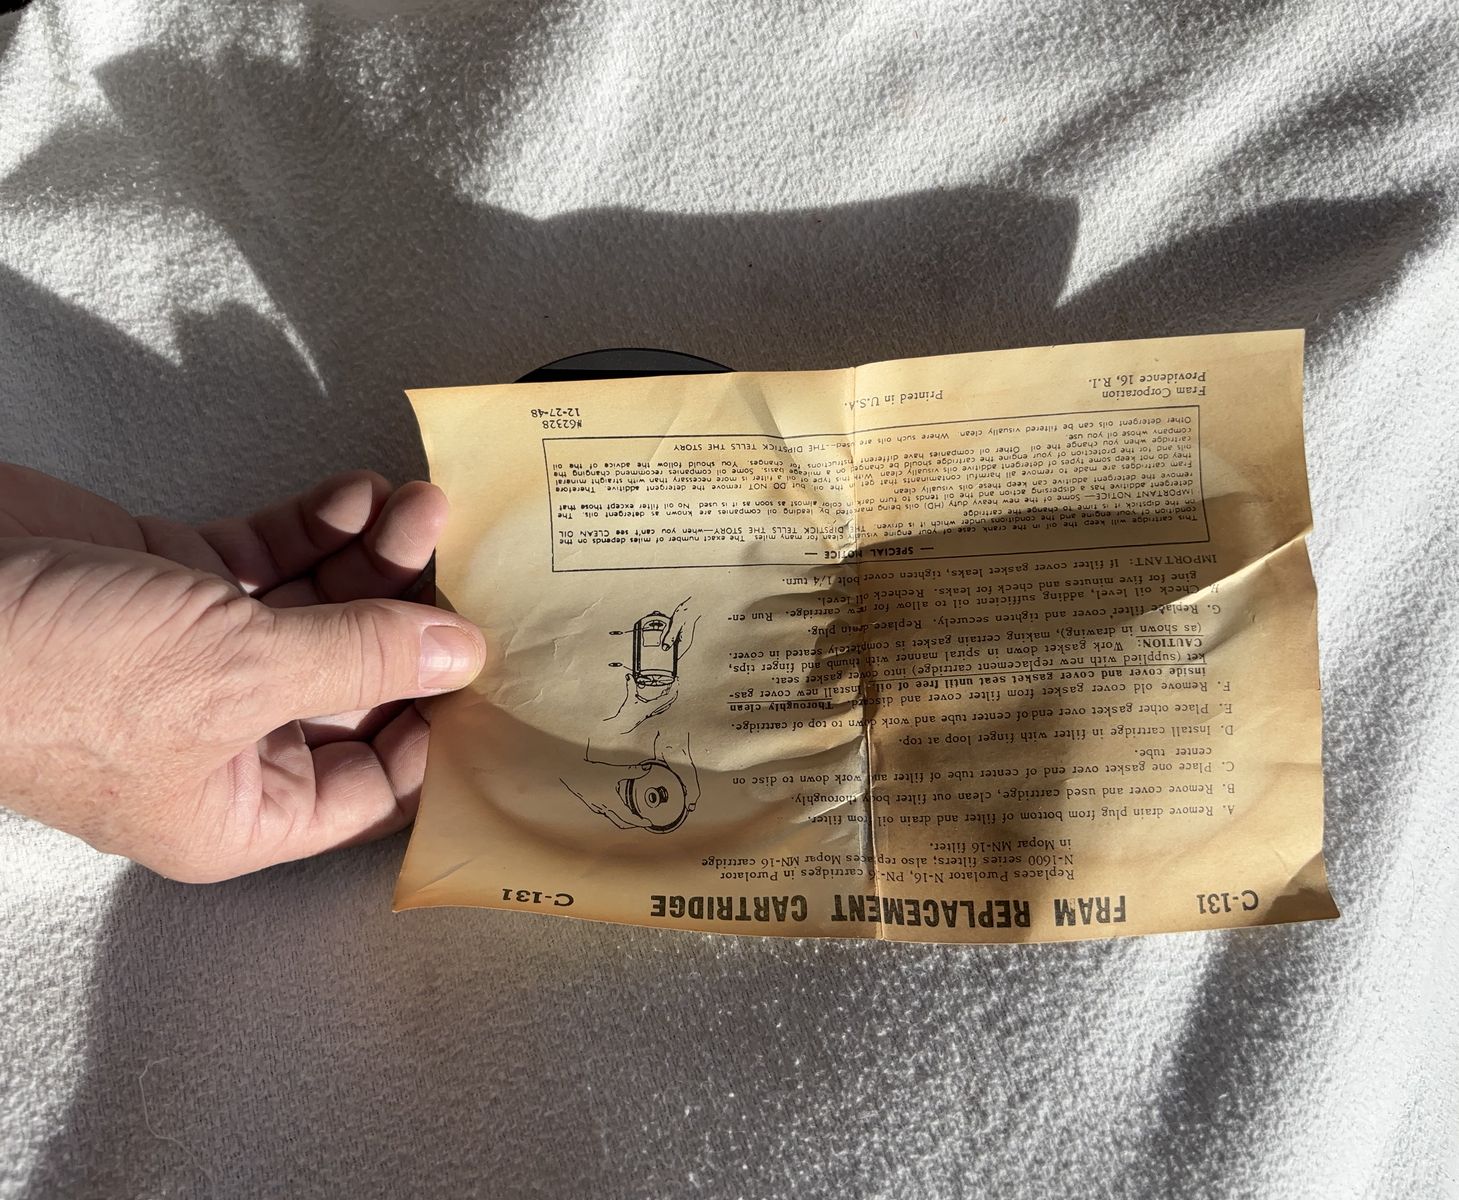 C-131 FRAM REPLACEMENT CARTRIDGE C-131
Replaces Purolator N-16, PN-16 cartridges in Purolator
N-1600 series filters; also replaces Mopar MN-16 cartridge
in Mopar MN-16 filter.
A. Remove drain plug from bottom of filter and drain oil from filter.
B. Remove cover and used cartridge, clean out filter body thoroughly.
C. Place one gasket over end of center tube of filter and work down to disc on
center tube.
D. Install cartridge in filter with finger loop at top.
E. Place other gasket over end of center tube and work down to top of cartridge.
F. Remove old cover gasket from filter cover and discard. Thoroughly clean
inside cover and cover gasket seat until free of oil. Install new cover gas-
ket (supplied with new replacement cartridge) into cover gasket seat.
CAUTION: Work gasket down in spiral manner with thumb and finger tips,
(as shown in drawing), making certain gasket is completely seated in cover.
G. Replace filter cover and tighten securely. Replace drain plug.
H. Check oil level, adding sufficient oil to allow for new cartridge. Run en-
gine for five minutes and check for leaks. Recheck oil level.
IMPORTANT: If filter cover gasket leaks, tighten cover bolt 1/4 turn.
— SPECIAL NOTICE —
This cartridge will keep the oil in the crank case of your engine visually clean for many miles. The exact number of miles depends on the
condition of your engine and the conditions under which it is driven. THE DIPSTICK TELLS THE STORY—when you can't see CLEAN OIL
on the dipstick it is time to change the cartridge.
IMPORTANT NOTICE— Some of the new heavy duty (HD) oils being marketed by leading oil companies are known as detergent oils. The
detergent additive has a dispersing action and the oil tends to turn dark in color almost as soon as it is used. No oil filter except those that
remove the detergent additive can keep these oils visually clean.
Fram cartridges are made to remove all harmful contaminants that get in the oil, but DO NOT remove the detergent additive. Therefore
they do not keep some types of detergent additive oils visually clean. With this type of oil a filter is more necessary than with straight mineral
oils and for the protection of your engine the cartridge should be changed on a mileage basis. Some oil companies recommend changing the
cartridge when you change the oil. Other oil companies have different instructions for changes. You should follow the advice of the oil
company whose oil you use.
Other detergent oils can be filtered visually clean. Where such oils are used—THE DIPSTICK TELLS THE STORY
Fram Corporation
Providence 16, R.I.
Printed in U.S.A.
#62328
12-27-48